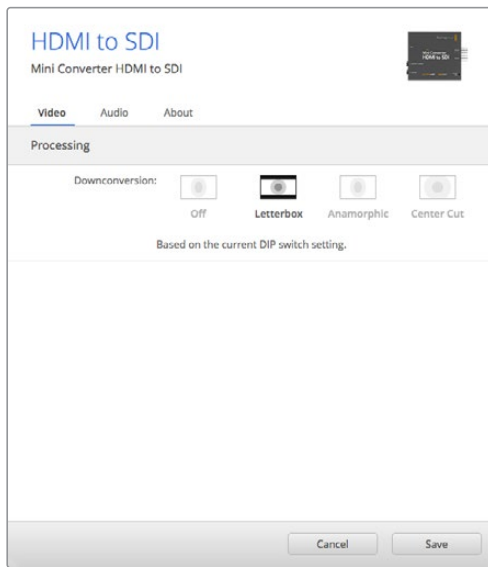 HDMI to SDI
Mini Converter HDMI to SDI
Video Audio About
Processing
Downconversion:
Off Letterbox Anamorphic Center Cut
Based on the current DIP switch setting.
Cancel Save